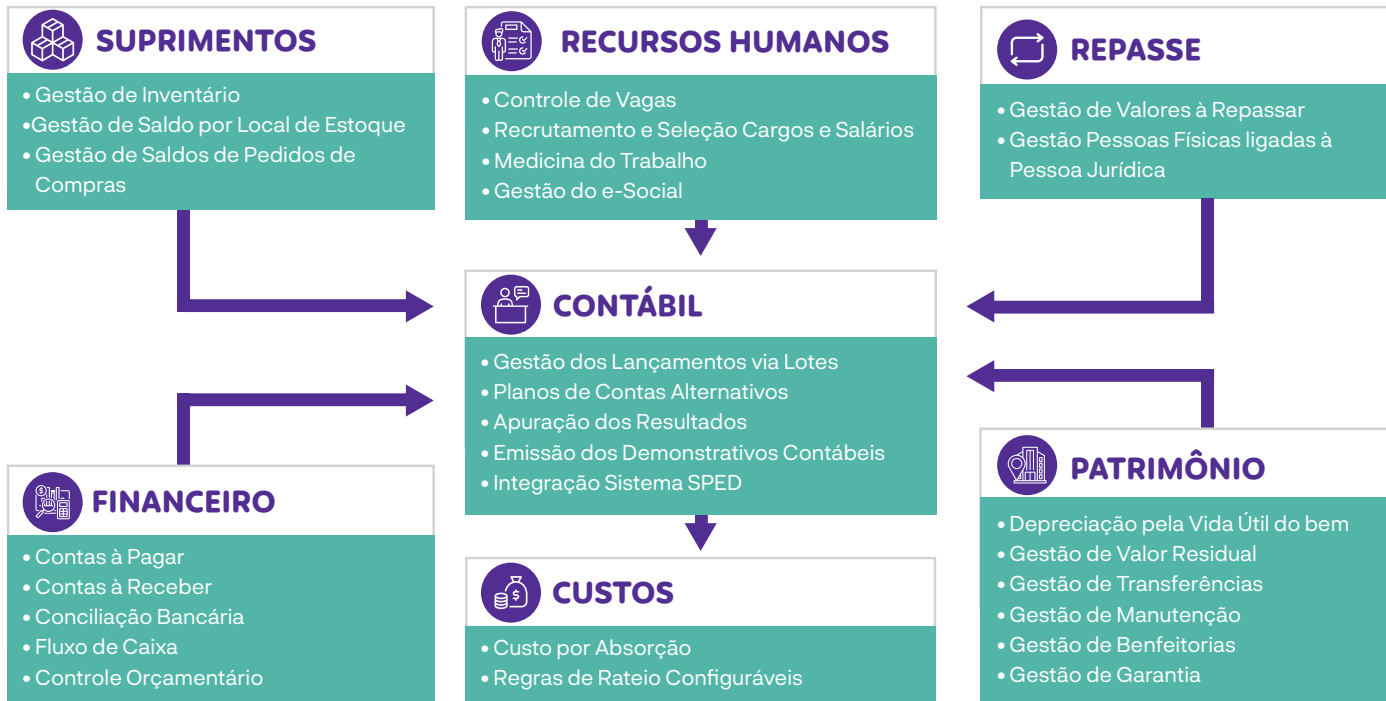 SUPRIMENTOS
• Gestão de Inventário
•Gestão de Saldo por Local de Estoque
• Gestão de Saldos de Pedidos de
Compras
RECURSOS HUMANOS
• Controle de Vagas
• Recrutamento e Seleção Cargos e Salários
• Medicina do Trabalho
• Gestão do e-Social
REPASSE
• Gestão de Valores à Repassar
• Gestão Pessoas Físicas ligadas à
Pessoa Jurídica
CONTÁBIL
• Gestão dos Lançamentos via Lotes
• Planos de Contas Alternativos
• Apuração dos Resultados
• Emissão dos Demonstrativos Contábeis
• Integração Sistema SPED
FINANCEIRO
• Contas à Pagar
• Contas à Receber
• Conciliação Bancária
• Fluxo de Caixa
• Controle Orçamentário
CUSTOS
• Custo por Absorção
• Regras de Rateio Configuráveis
PATRIMÔNIO
• Depreciação pela Vida Útil do bem
• Gestão de Valor Residual
• Gestão de Transferências
• Gestão de Manutenção
• Gestão de Benfeitorias
• Gestão de Garantia